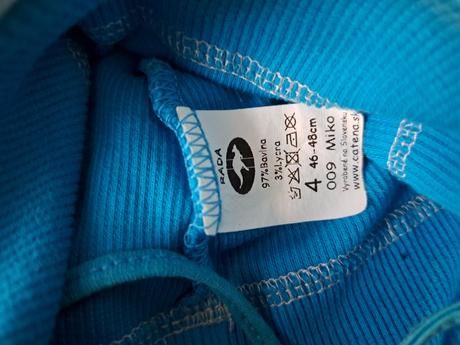 RADA
97%Bavlna
3%Lycra
4 46-48cm
009 Miko
Vyrobené na Slovensku
www.catena.sk